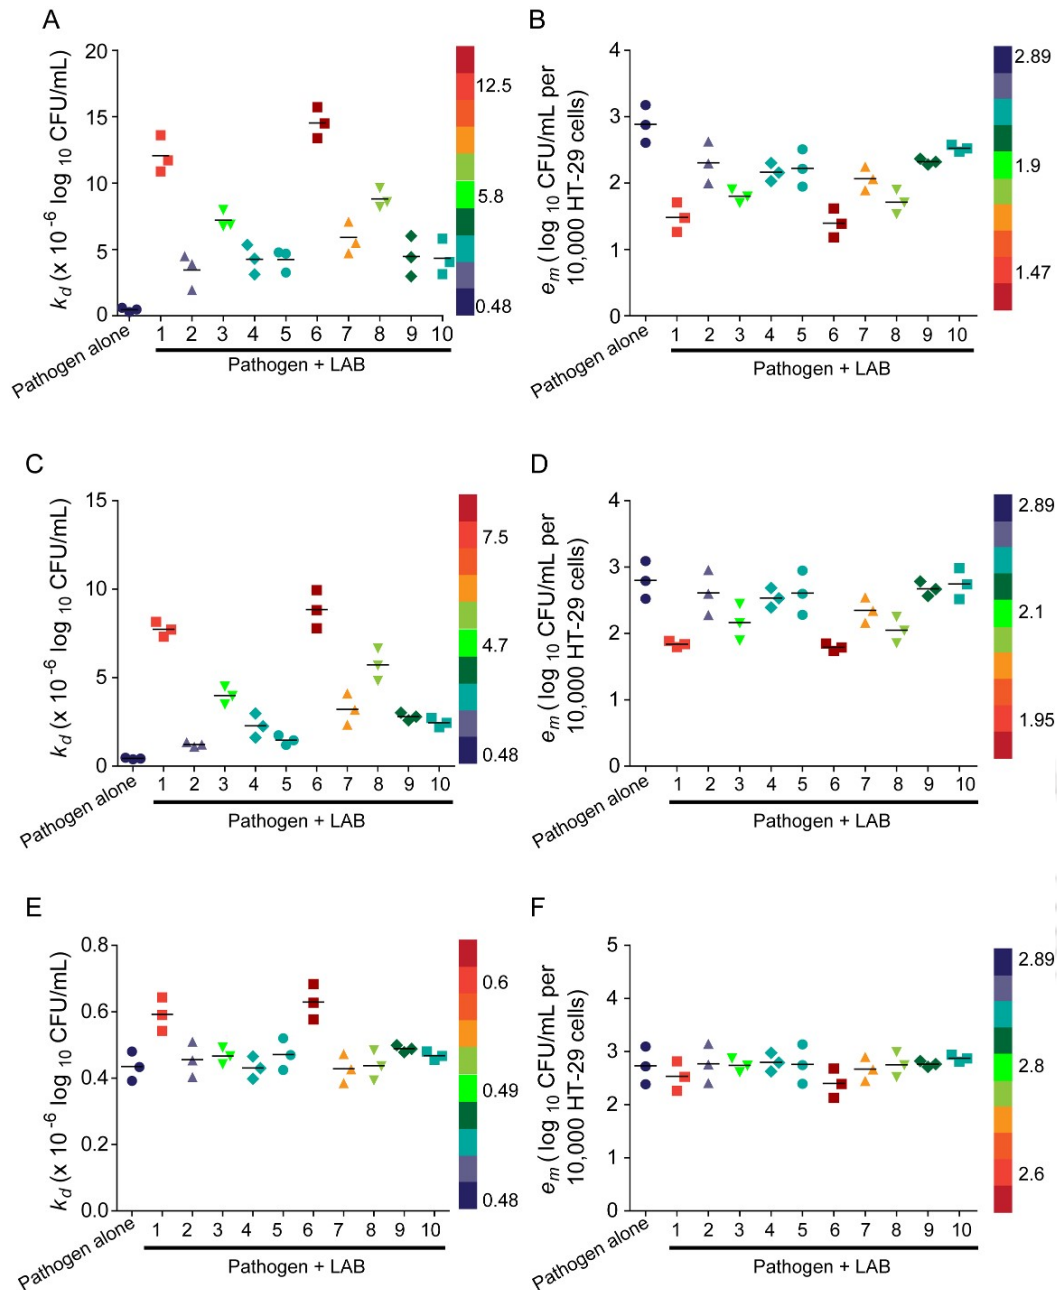 A
k_d (x 10⁻⁶ log ₁₀ CFU/mL)
20
15
10
5
0
Pathogen alone
1 2 3 4 5 6 7 8 9 10
Pathogen + LAB
12.5
5.8
0.48
B
e_m ( log ₁₀ CFU/mL per
10,000 HT-29 cells)
4
3
2
1
0
Pathogen alone
1 2 3 4 5 6 7 8 9 10
Pathogen + LAB
2.89
1.9
1.47
C
k_d (x 10⁻⁶ log ₁₀ CFU/mL)
15
10
5
0
Pathogen alone
1 2 3 4 5 6 7 8 9 10
Pathogen + LAB
7.5
4.7
0.48
D
e_m ( log ₁₀ CFU/mL per
10,000 HT-29 cells)
4
3
2
1
0
Pathogen alone
1 2 3 4 5 6 7 8 9 10
Pathogen + LAB
2.89
2.1
1.95
E
k_d (x 10⁻⁶ log ₁₀ CFU/mL)
0.8
0.6
0.4
0.2
0.0
Pathogen alone
1 2 3 4 5 6 7 8 9 10
Pathogen + LAB
0.6
0.49
0.48
F
e_m ( log ₁₀ CFU/mL per
10,000 HT-29 cells)
5
4
3
2
1
0
Pathogen alone
1 2 3 4 5 6 7 8 9 10
Pathogen + LAB
2.89
2.8
2.6